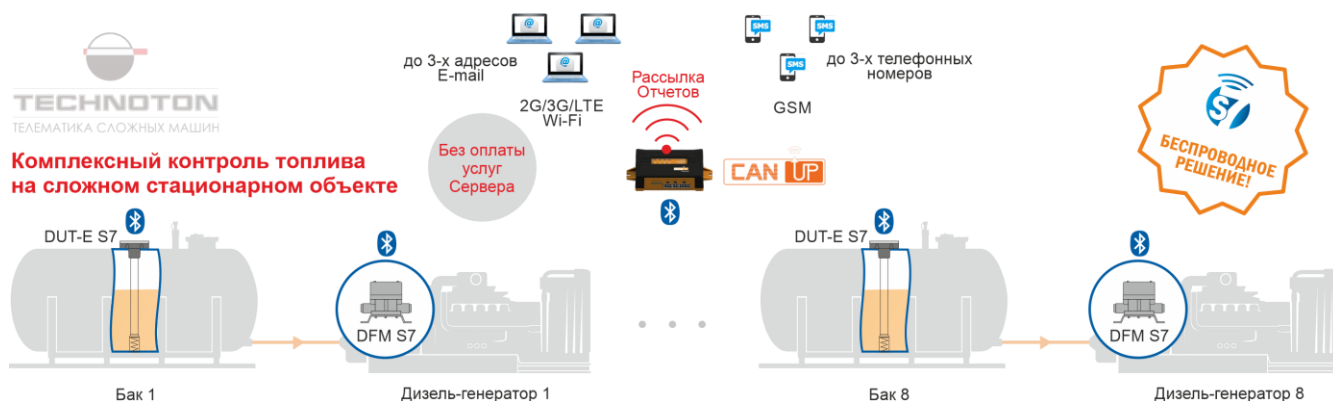 TECHNOTON
ТЕЛЕМАТИКА СЛОЖНЫХ МАШИН
Комплексный контроль топлива
на сложном стационарном объекте
до 3-х адресов
E-mail
@
@
@
2G/3G/LTE
Wi-Fi
Без оплаты
услуг
Сервера
Рассылка
Отчетов
CAN UP
SMS
SMS
SMS
до 3-х телефонных
номеров
GSM
S7
БЕСПРОВОДНОЕ
РЕШЕНИЕ!
DUT-E S7
DFM S7
Бак 1
Дизель-генератор 1
. . .
DUT-E S7
DFM S7
Бак 8
Дизель-генератор 8